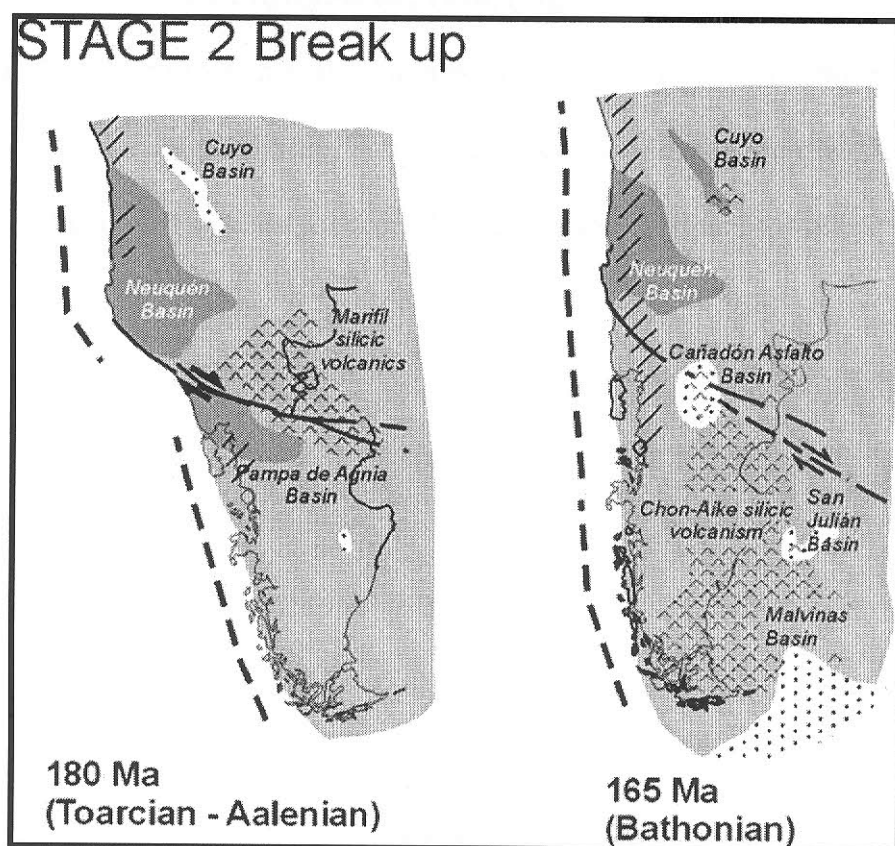 STAGE 2 Break up
Cuyo
Basin
Neuquén
Basin
Marifil
silicic
volcanics
Pampa de Agnia
Basin
180 Ma
(Toarcian - Aalenian)
Cuyo
Basin
Neuquén
Basin
Cañadón Asfalto
Basin
Chon-Aike silicic
volcanism
San
Julián
Basin
Malvinas
Basin
165 Ma
(Bathonian)